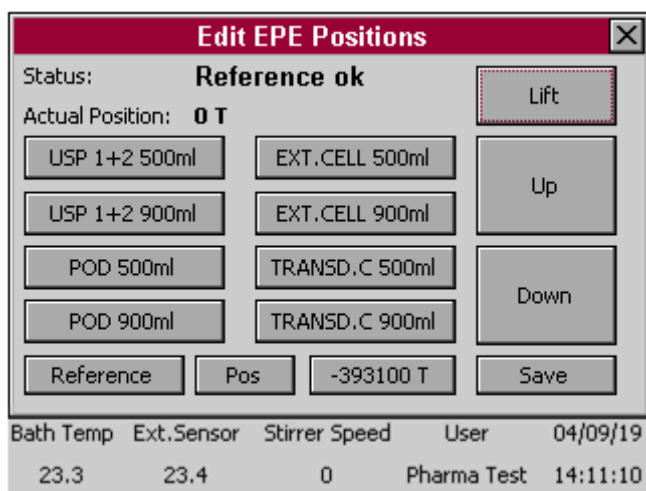 Edit EPE Positions
Status: Reference ok
Lift
Actual Position: 0 T
USP 1+2 500ml EXT.CELL 500ml
Up
USP 1+2 900ml EXT.CELL 900ml
POD 500ml TRANSD.C 500ml
Down
POD 900ml TRANSD.C 900ml
Reference Pos -393100 T Save
Bath Temp Ext.Sensor Stirrer Speed User 04/09/19
23.3 23.4 0 Pharma Test 14:11:10